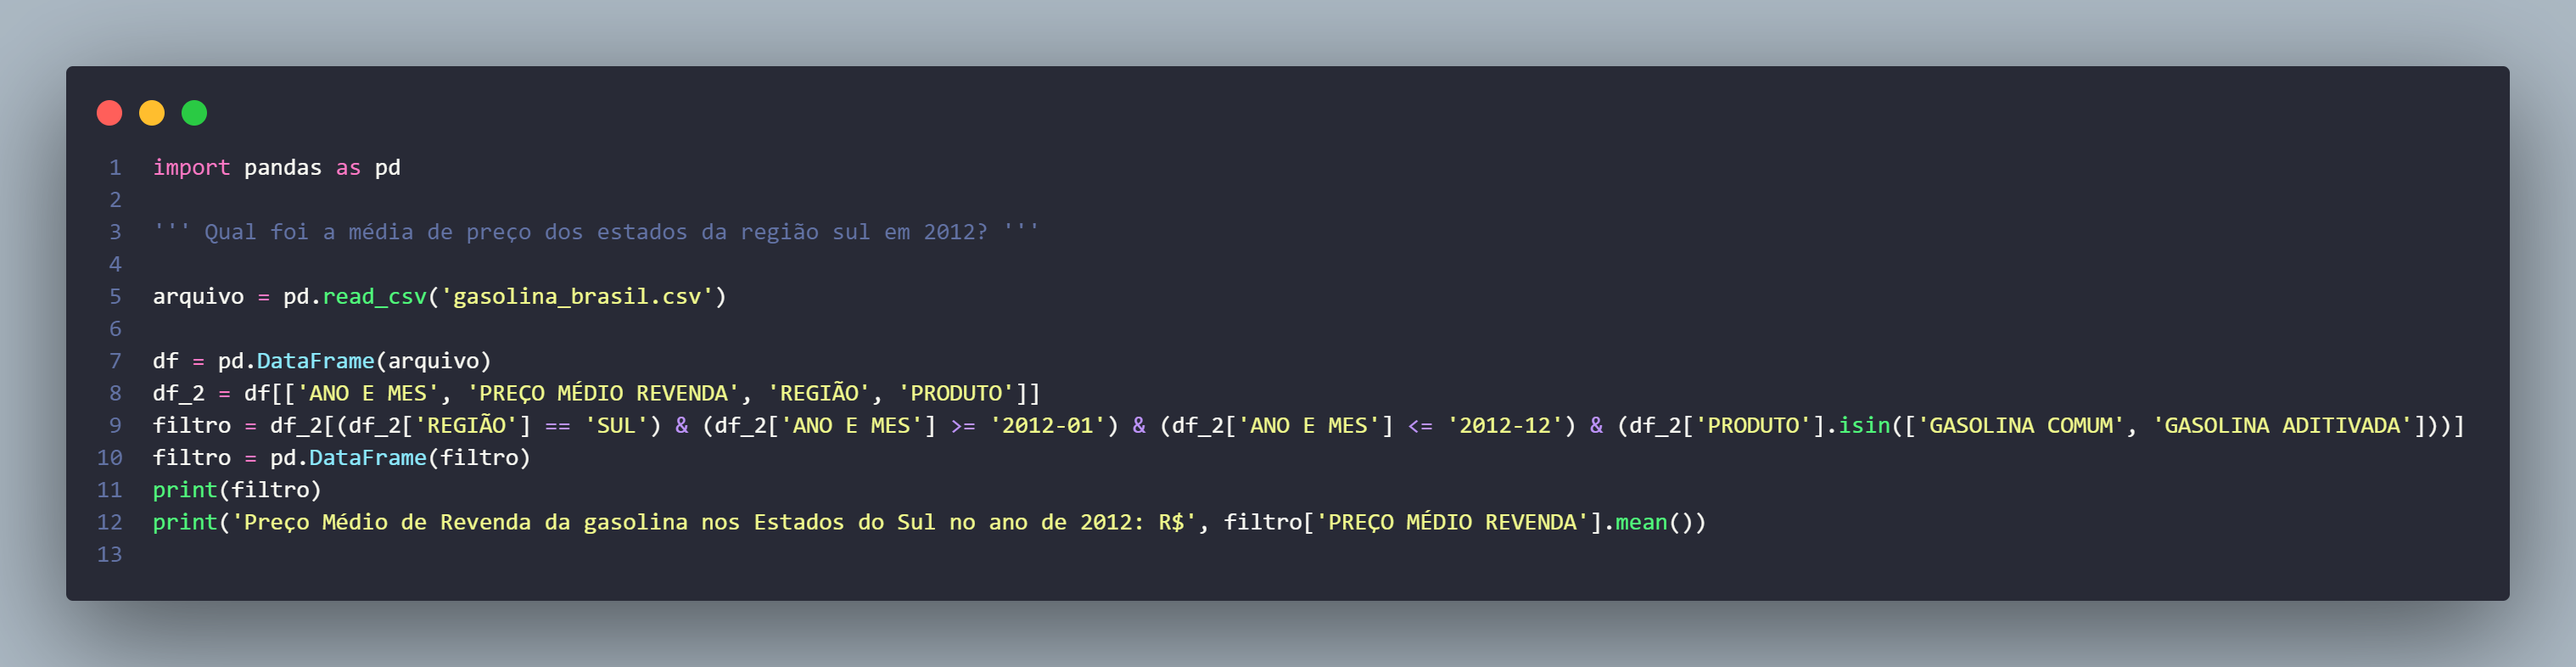 1 import pandas as pd
2
3 ''' Qual foi a média de preço dos estados da região sul em 2012? '''
4
5 arquivo = pd.read_csv('gasolina_brasil.csv')
6
7 df = pd.DataFrame(arquivo)
8 df_2 = df[['ANO E MES', 'PREÇO MÉDIO REVENDA', 'REGIÃO', 'PRODUTO']]
9 filtro = df_2[(df_2['REGIÃO'] == 'SUL') & (df_2['ANO E MES'] >= '2012-01') & (df_2['ANO E MES'] <= '2012-12') & (df_2['PRODUTO'].isin(['GASOLINA COMUM', 'GASOLINA ADITIVADA']))]
10 filtro = pd.DataFrame(filtro)
11 print(filtro)
12 print('Preço Médio de Revenda da gasolina nos Estados do Sul no ano de 2012: R$', filtro['PREÇO MÉDIO REVENDA'].mean())
13